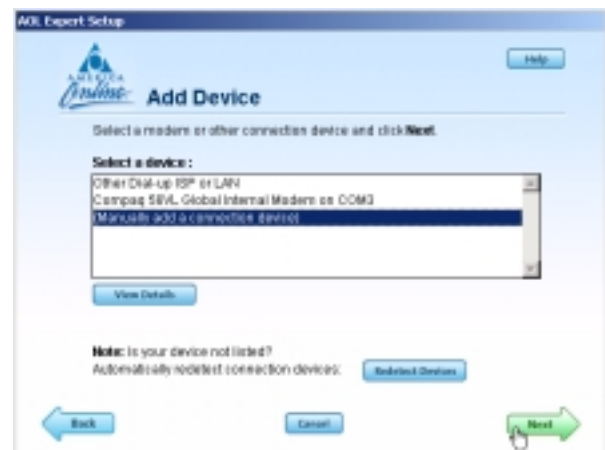 AOL Expert Setup
Help
AMERICA
Online
Add Device
Select a modem or other connection device and click Next.
Select a device:
Other Dial-up ISP or LAN
Compaq Global Internal Modem on COM3
(Manually add a connection device)
View Details
Note: Is your device not listed?
Automatically redetect connection devices:
Redetect Devices
Back
Cancel
Next